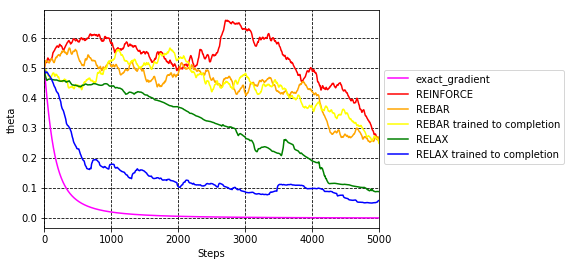 theta
0.6
0.5
0.4
0.3
0.2
0.1
0.0
0
1000
2000
3000
4000
5000
Steps
exact_gradient
REINFORCE
REBAR
REBAR trained to completion
RELAX
RELAX trained to completion